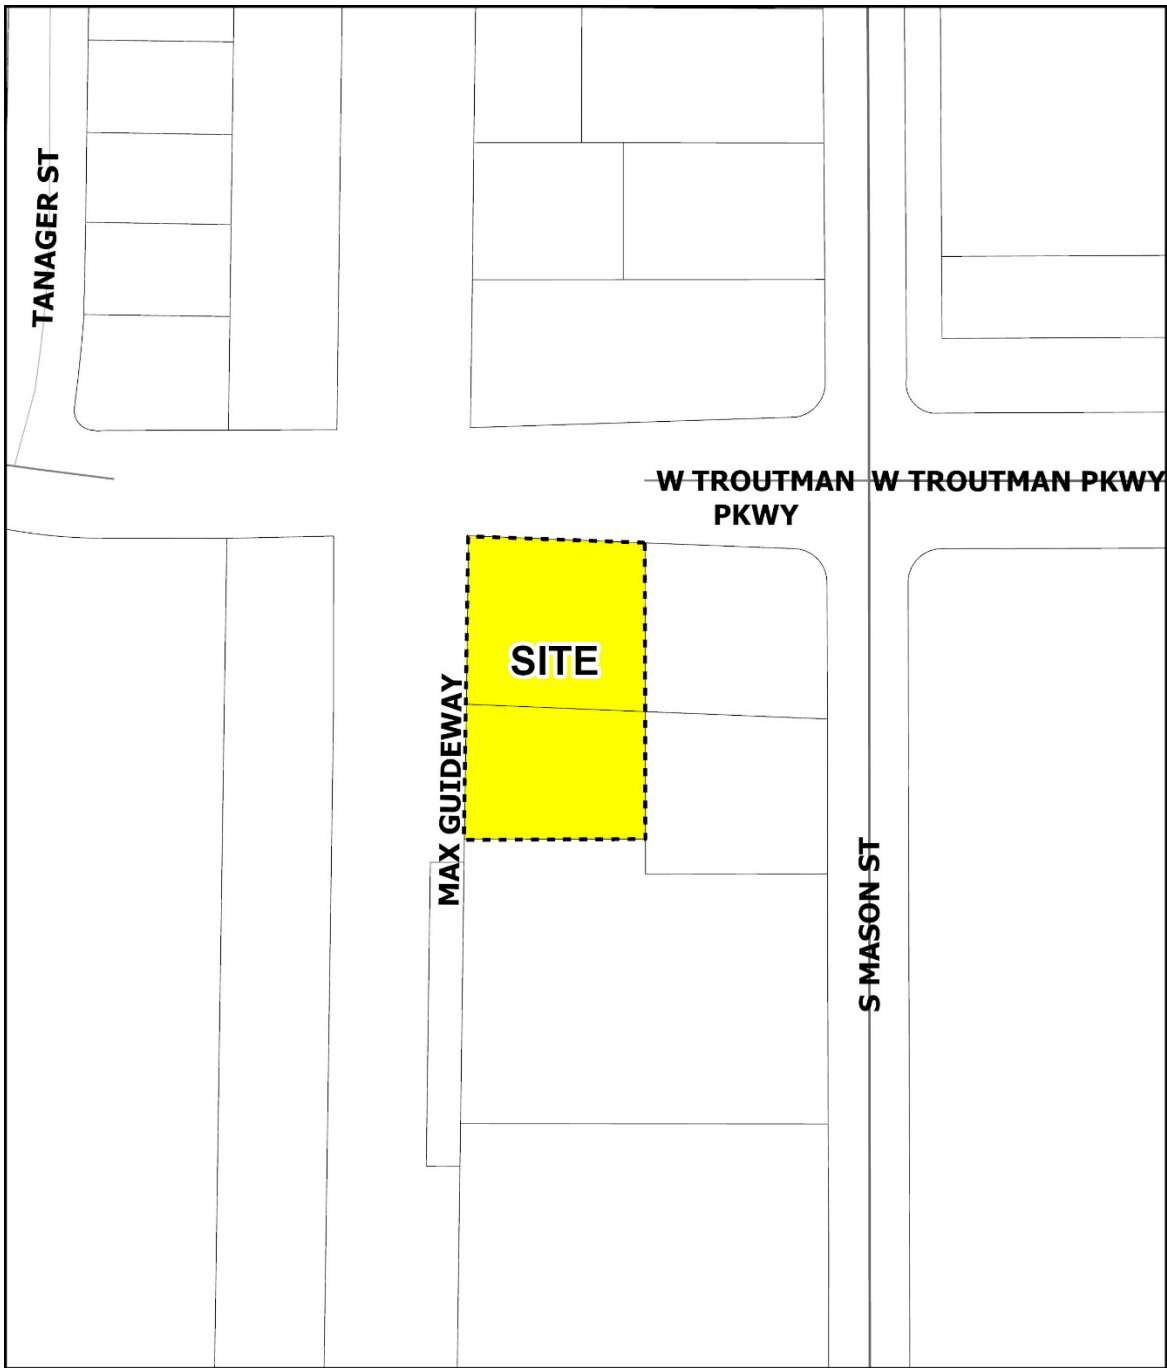 TANAGER ST
W TROUTMAN
PKWY
W TROUTMAN PKWY
SITE
MAX GUIDEWAY
S MASON ST